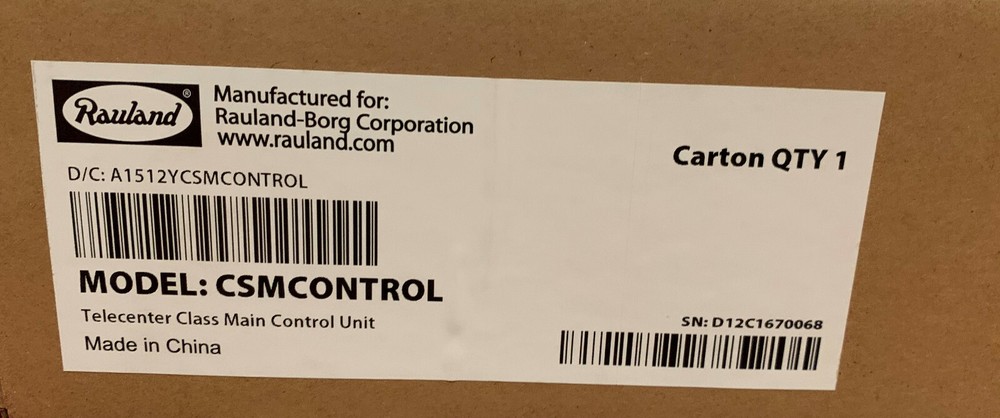 Rauland®
Manufactured for:
Rauland-Borg Corporation
www.rauland.com
Carton QTY 1
D/C: A1512YCSMCONTROL
MODEL: CSMCONTROL
Telecenter Class Main Control Unit
Made in China
SN: D12C1670068